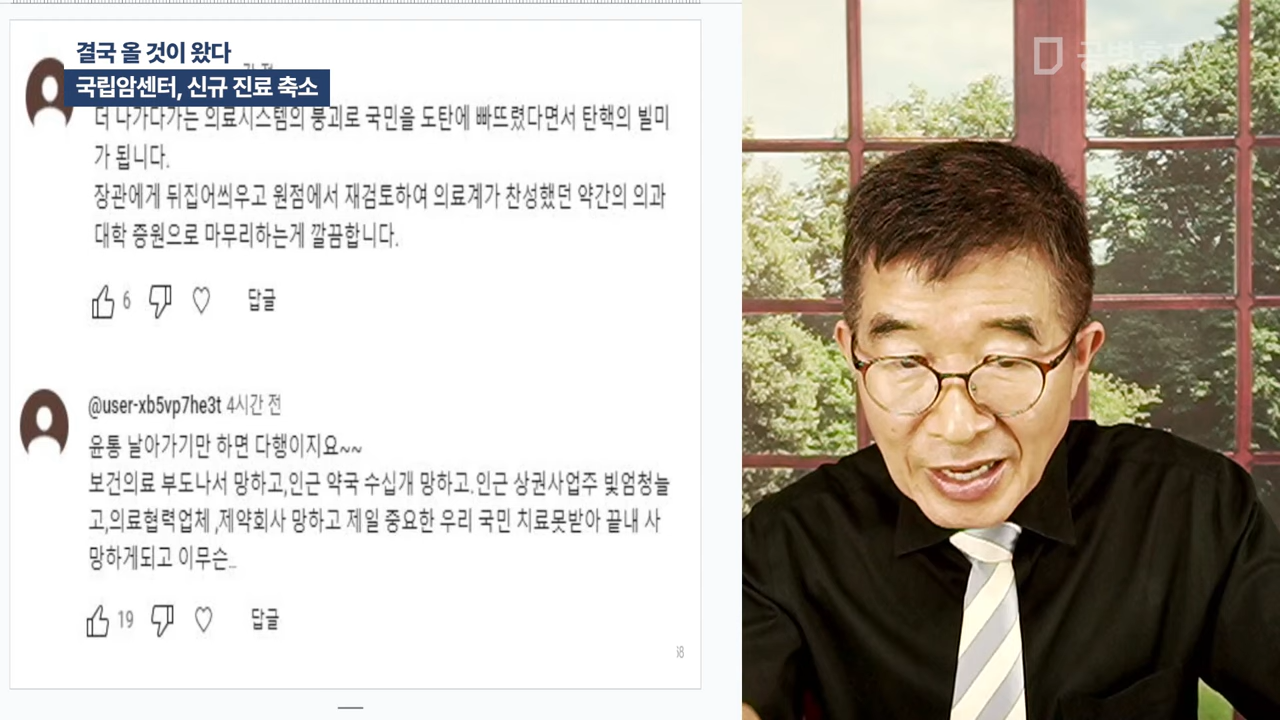 결국 올 것이 왔다
국립암센터, 신규 진료 축소
더 나가다가는 의료시스템의 붕괴로 국민을 도탄에 빠뜨렸다면서 탄핵의 빌미
가 됩니다.
장관에게 뒤집어씌우고 원점에서 재검토하여 의료계가 찬성했던 약간의 의과
대학 증원으로 마무리하는게 깔끔합니다.
6
답글
@user-xb5vp7he3t 4시간 전
윤통 날아가기만 하면 다행이지요~~
보건의료 부도나서 망하고,인근 약국 수십개 망하고.인근 상권사업주 빚엄청늘
고,의료협력업체 ,제약회사 망하고 제일 중요한 우리 국민 치료못받아 끝내 사
망하게되고 이무슨...
19
답글
공병호TV